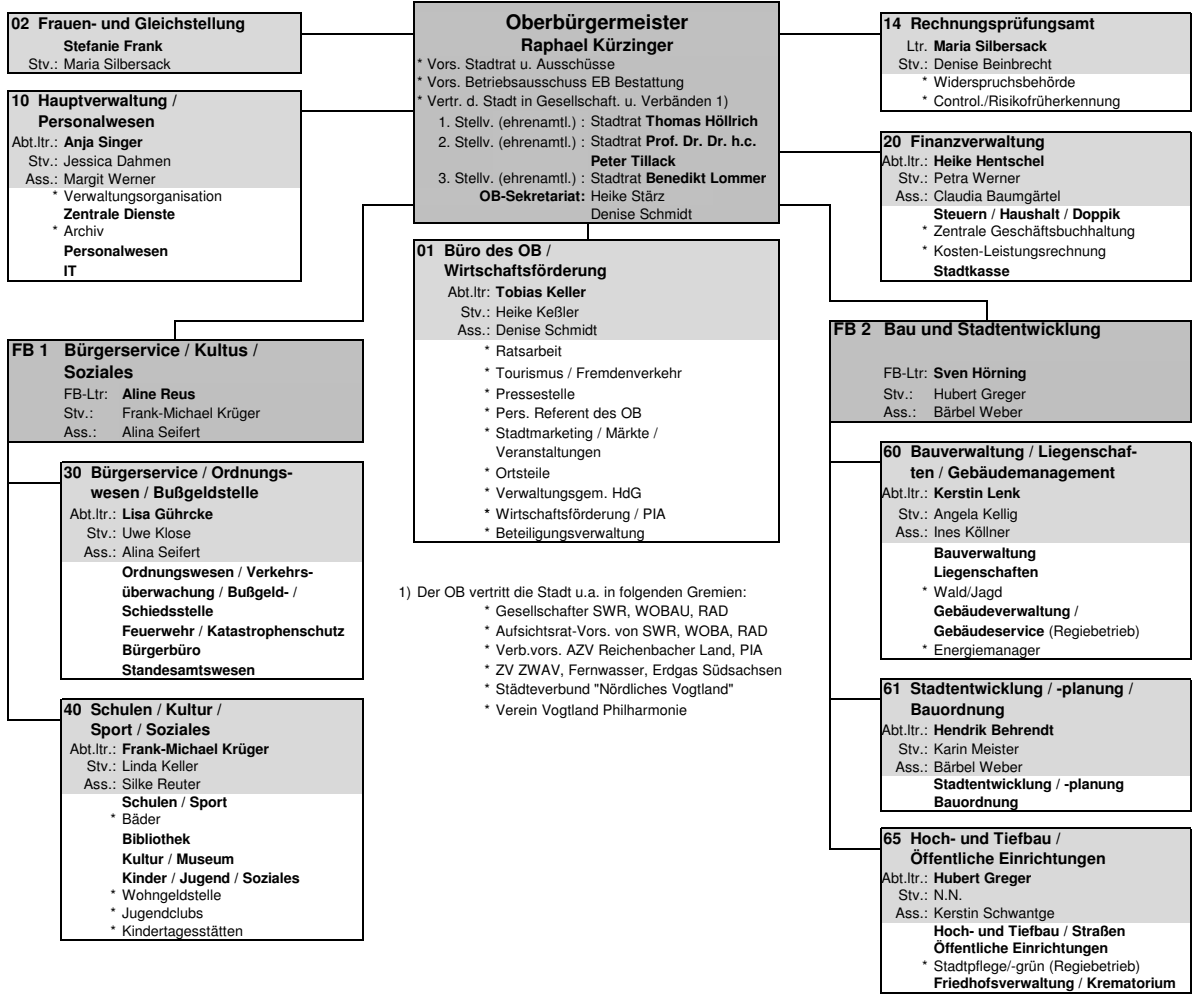 02 Frauen- und Gleichstellung
Stefanie Frank
Stv.: Maria Silbersack
10 Hauptverwaltung /
Personalwesen
Abt.ltr.: Anja Singer
Stv.: Jessica Dahmen
Ass.: Margit Werner
* Verwaltungsorganisation
Zentrale Dienste
* Archiv
Personalwesen
IT
Oberbürgermeister
Raphael Kürzinger
* Vors. Stadtrat u. Ausschüsse
* Vors. Betriebsausschuss EB Bestattung
* Vertr. d. Stadt in Gesellschaft. u. Verbänden 1)
1. Stellv. (ehrenamtl.) : Stadtrat Thomas Höllrich
2. Stellv. (ehrenamtl.) : Stadtrat Prof. Dr. Dr. h.c.
Peter Tillack
3. Stellv. (ehrenamtl.) : Stadtrat Benedikt Lommer
OB-Sekretariat: Heike Stärz
Denise Schmidt
14 Rechnungsprüfungsamt
Ltr. Maria Silbersack
Stv.: Denise Beinbrecht
* Widerspruchsbehörde
* Control./Risikofrüherkennung
20 Finanzverwaltung
Abt.ltr.: Heike Hentschel
Stv.: Petra Werner
Ass.: Claudia Baumgärtel
Steuern / Haushalt / Doppik
* Zentrale Geschäftsbuchhaltung
* Kosten-Leistungsrechnung
Stadtkasse
01 Büro des OB /
Wirtschaftsförderung
Abt.ltr: Tobias Keller
Stv.: Heike Keßler
Ass.: Denise Schmidt
* Ratsarbeit
* Tourismus / Fremdenverkehr
* Pressestelle
* Pers. Referent des OB
* Stadtmarketing / Märkte /
Veranstaltungen
* Ortsteile
* Verwaltungsgem. HdG
* Wirtschaftsförderung / PIA
* Beteiligungsverwaltung
FB 1 Bürgerservice / Kultus /
Soziales
FB-Ltr: Aline Reus
Stv.: Frank-Michael Krüger
Ass.: Alina Seifert
30 Bürgerservice / Ordnungs-
wesen / Bußgeldstelle
Abt.ltr.: Lisa Gührcke
Stv.: Uwe Klose
Ass.: Alina Seifert
Ordnungswesen / Verkehrs-
überwachung / Bußgeld- /
Schiedsstelle
Feuerwehr / Katastrophenschutz
Bürgerbüro
Standesamtswesen
40 Schulen / Kultur /
Sport / Soziales
Abt.ltr.: Frank-Michael Krüger
Stv.: Linda Keller
Ass.: Silke Reuter
Schulen / Sport
* Bäder
Bibliothek
Kultur / Museum
Kinder / Jugend / Soziales
* Wohngeldstelle
* Jugendclubs
* Kindertagesstätten
1) Der OB vertritt die Stadt u.a. in folgenden Gremien:
* Gesellschafter SWR, WOBAU, RAD
* Aufsichtsrat-Vors. von SWR, WOBA, RAD
* Verb.vors. AZV Reichenbacher Land, PIA
* ZV ZWAV, Fernwasser, Erdgas Südsachsen
* Städteverbund "Nördliches Vogtland"
* Verein Vogtland Philharmonie
FB 2 Bau und Stadtentwicklung
FB-Ltr: Sven Hörning
Stv.: Hubert Greger
Ass.: Bärbel Weber
60 Bauverwaltung / Liegenschaf-
ten / Gebäudemanagement
Abt.ltr.: Kerstin Lenk
Stv.: Angela Kellig
Ass.: Ines Köllner
Bauverwaltung
Liegenschaften
* Wald/Jagd
Gebäudeverwaltung /
Gebäudeservice (Regiebetrieb)
* Energiemanager
61 Stadtentwicklung / -planung /
Bauordnung
Abt.ltr.: Hendrik Behrendt
Stv.: Karin Meister
Ass.: Bärbel Weber
Stadtentwicklung / -planung
Bauordnung
65 Hoch- und Tiefbau /
Öffentliche Einrichtungen
Abt.ltr.: Hubert Greger
Stv.: N.N.
Ass.: Kerstin Schwantge
Hoch- und Tiefbau / Straßen
Öffentliche Einrichtungen
* Stadtpflege/-grün (Regiebetrieb)
Friedhofsverwaltung / Krematorium